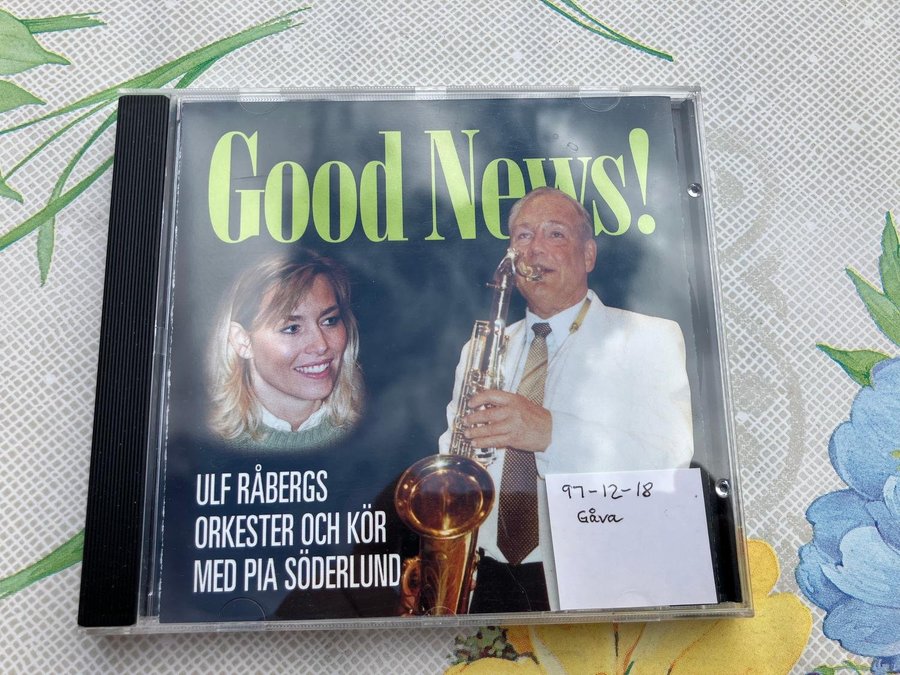 Good News!
ULF RÅBERGS
ORKESTER OCH KÖR
MED PIA SÖDERLUND
97-12-18
Gåva